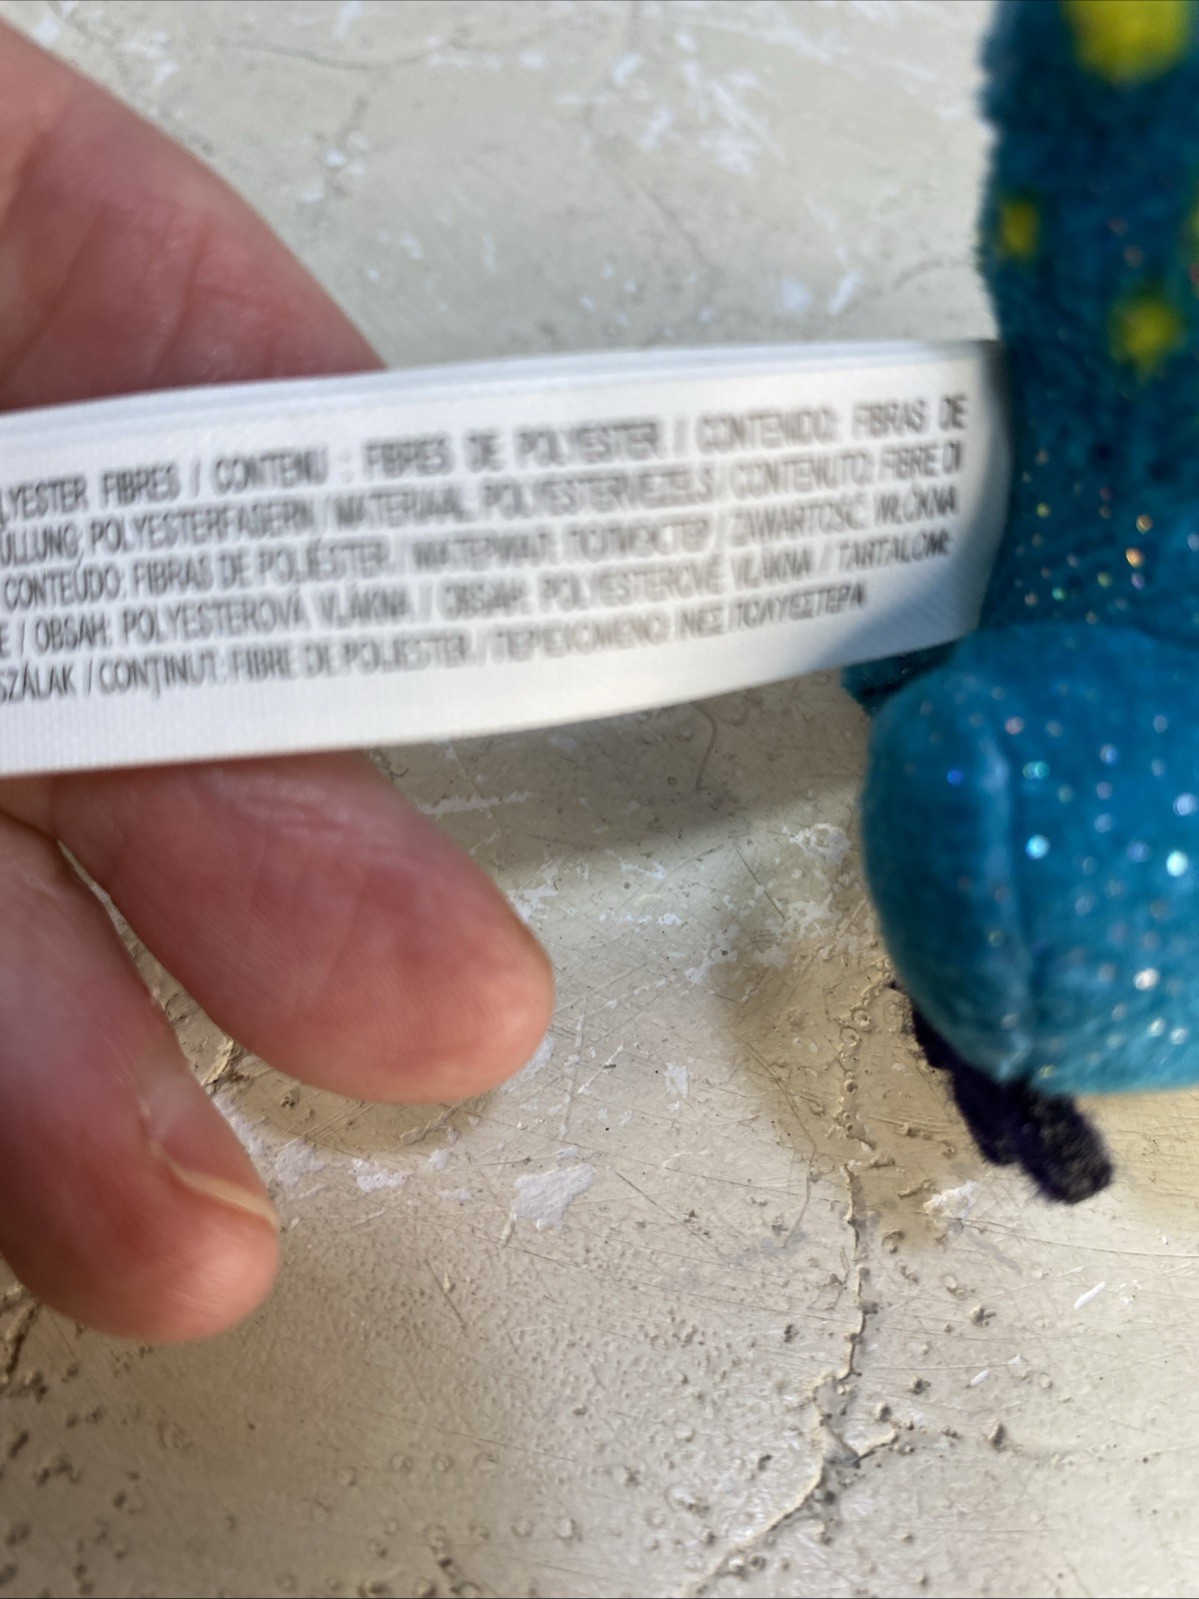 LYESTER FIBRES / CONTENU : FIBRES DE POLYESTER / CONTENIDO: FIBRAS DE
ÜLLUNG: POLYESTERFASERN / MATERIAAL: POLYESTERVEZELS / CONTENUTO: FIBRE DI
CONTEÚDO: FIBRAS DE POLIÉSTER / МАТЕРИАЛ: ПОЛИЭСТЕР / ZAWARTOŚĆ: WŁÓKNA
E / OBSAH: POLYESTEROVÁ VLÁKNA / OBSAH: POLYESTEROVÉ VLÁKNA / TARTALOM:
SZÁLAK / CONȚINUT: FIBRE DE POLIESTER / ΠΕΡΙΕΧΟΜΕΝΟ: ΙΝΕΣ ΠΟΛΥΕΣΤΕΡΑ